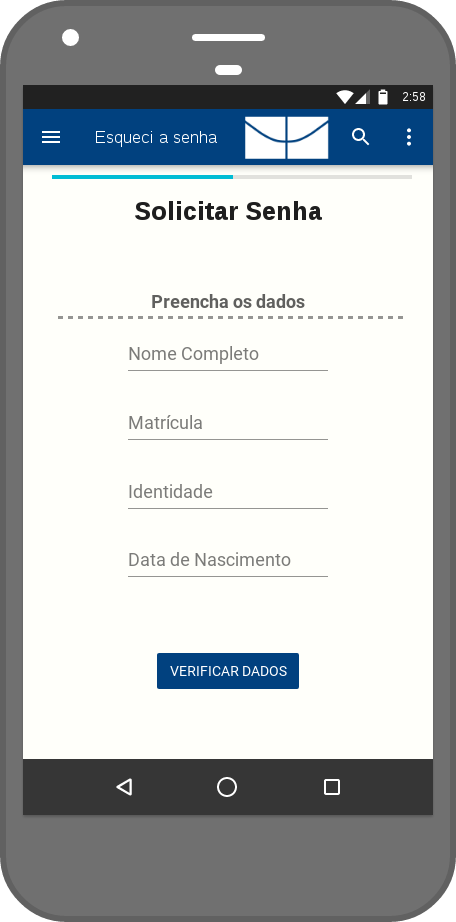 2:58
Esqueci a senha
Solicitar Senha
Preencha os dados
Nome Completo
Matrícula
Identidade
Data de Nascimento
VERIFICAR DADOS